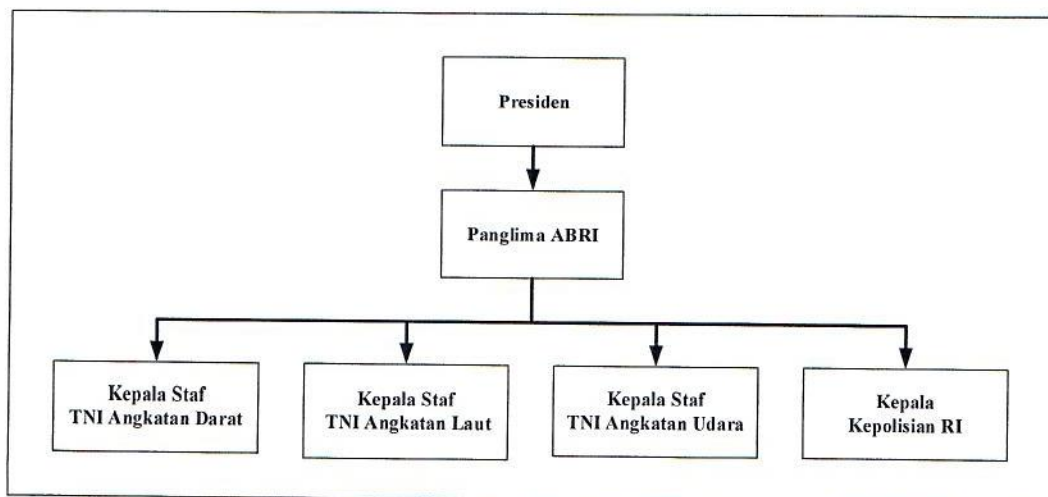 Presiden
Panglima ABRI
Kepala Staf
TNI Angkatan Darat
Kepala Staf
TNI Angkatan Laut
Kepala Staf
TNI Angkatan Udara
Kepala
Kepolisian RI